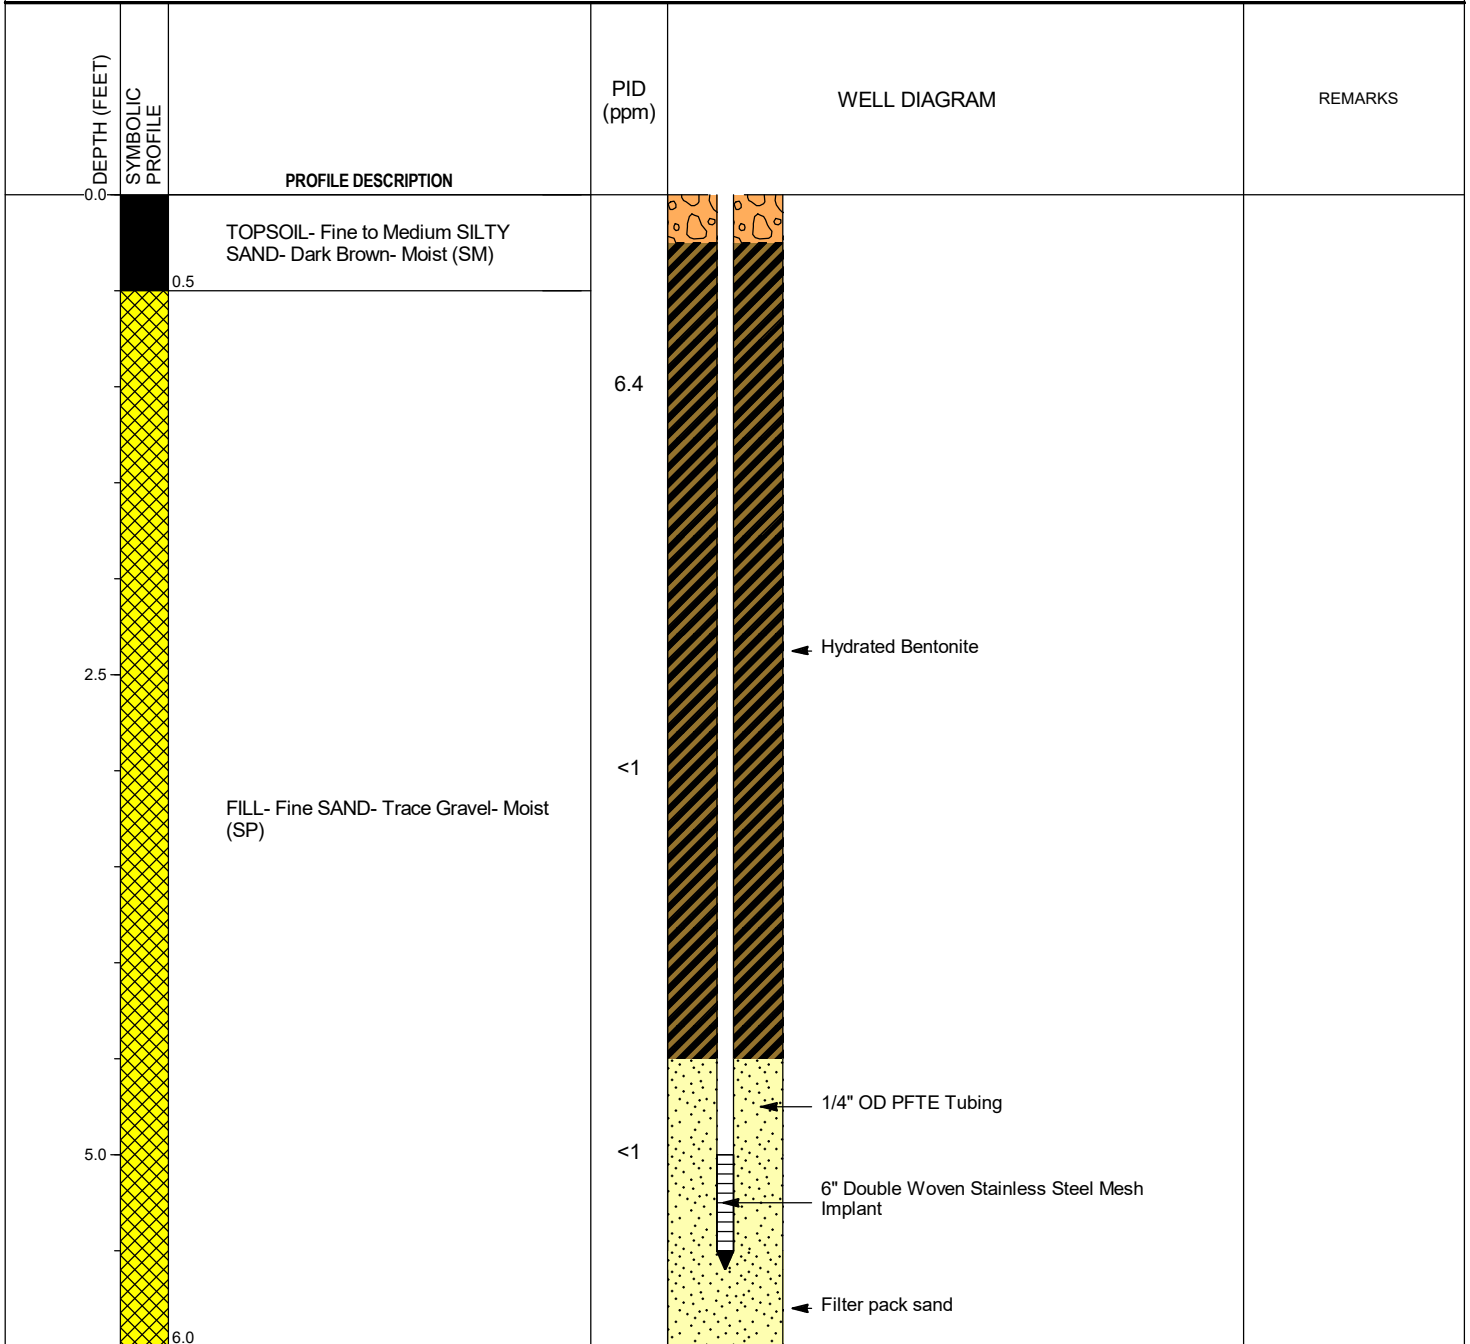 DEPTH (FEET)
SYMBOLIC
PROFILE
PROFILE DESCRIPTION
PID
(ppm)
WELL DIAGRAM
REMARKS
0.0
TOPSOIL- Fine to Medium SILTY
SAND- Dark Brown- Moist (SM)
0.5
6.4
Hydrated Bentonite
2.5
<1
FILL- Fine SAND- Trace Gravel- Moist
(SP)
1/4" OD PFTE Tubing
5.0
<1
6" Double Woven Stainless Steel Mesh
Implant
Filter pack sand
6.0